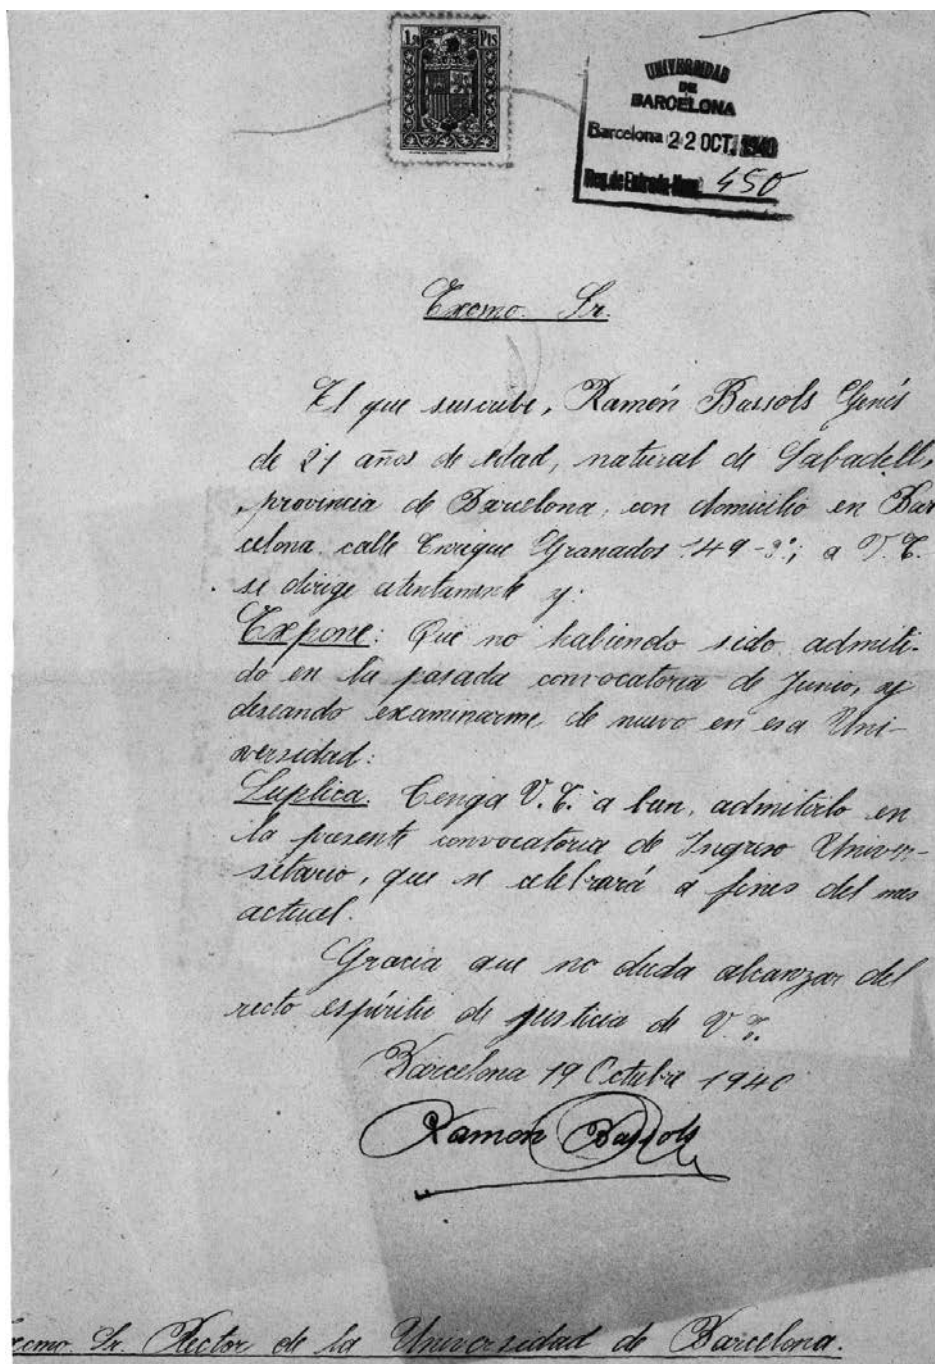 1 Pts
UNIVERSIDAD
DE
BARCELONA
Barcelona 22 OCT. 1940
Reg. de Entrada Núm. 450
Excmo. Sr.
El que suscribe, Ramón Bassols Genís
de 21 años de edad, natural de Sabadell,
provincia de Barcelona, con domicilio en Bar
celona calle Enrique Granados 149-3º; a V.E.
se dirige atentamente y:
Expone: Que no habiendo sido admiti-
do en la pasada convocatoria de Junio, y
deseando examinarme de nuevo en esa Uni-
versidad:
Suplica: Tenga V.E. a bien, admitirlo en
la presente convocatoria de Ingreso Univer-
sitario, que se celebrará a fines del mes
actual.
Gracia que no duda alcanzar del
recto espíritu de justicia de V.E.
Barcelona 19 Octubre 1940
Ramón Bassols
xcmo. Sr. Rector de la Universidad de Barcelona.